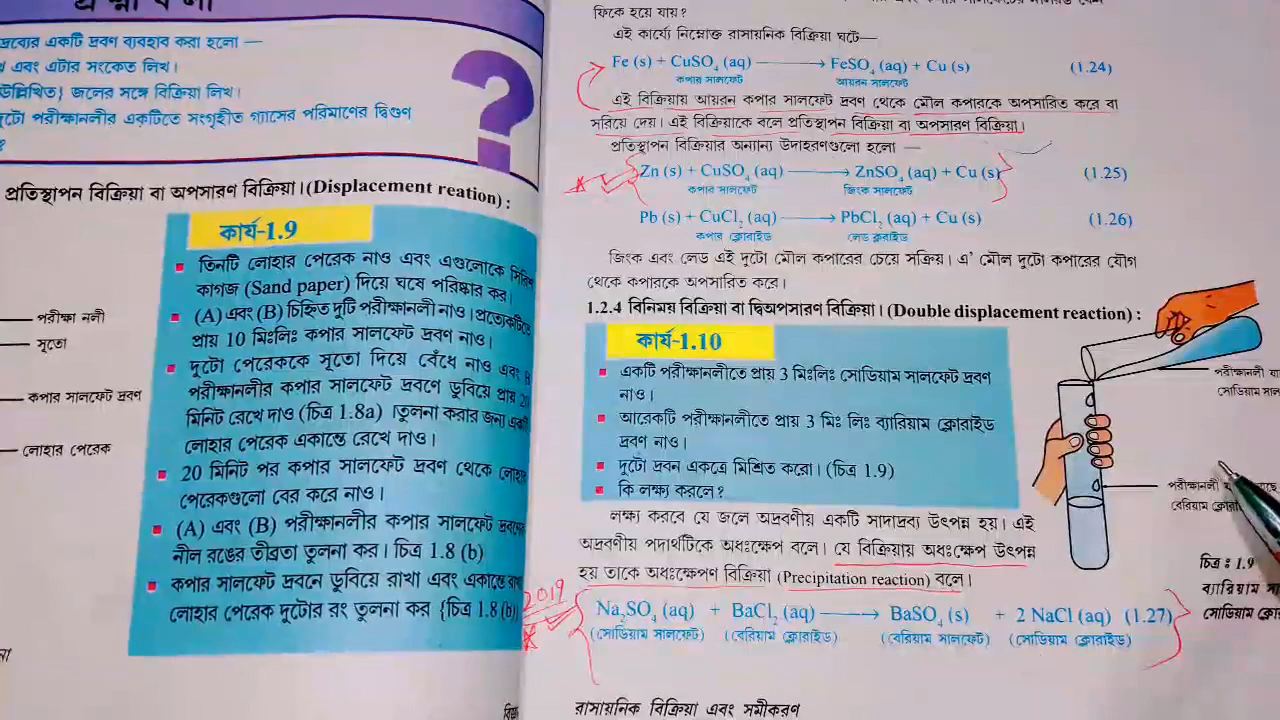 প্রশ্নাবলী
দ্রব্যের একটি দ্রবণ ব্যবহাব করা হলো —
এবং এটার সংকেত লিখ।
উল্লিখিত} জলের সঙ্গে বিক্রিয়া লিখ।
দুটো পরীক্ষানলীর একটিতে সংগৃহীত গ্যাসের পরিমাণের দ্বিগুণ
?
প্রতিস্থাপন বিক্রিয়া বা অপসারণ বিক্রিয়া। (Displacement reation) :
কার্য-1.9
তিনটি লোহার পেরেক নাও এবং এগুলোকে সিরিশ
কাগজ (Sand paper) দিয়ে ঘষে পরিষ্কার কর।
(A) এবং (B) চিহ্নিত দুটি পরীক্ষানলী নাও। প্রত্যেকটিতে
প্রায় 10 মিঃলিঃ কপার সালফেট দ্রবণ নাও।
দুটো পেরেককে সূতো দিয়ে বেঁধে নাও এবং B
পরীক্ষানলীর কপার সালফেট দ্রবণে ডুবিয়ে প্রায় 20
মিনিট রেখে দাও (চিত্র 1.8a) তুলনা করার জন্য একটি
লোহার পেরেক একান্তে রেখে দাও।
20 মিনিট পর কপার সালফেট দ্রবণ থেকে লোহার
পেরেকগুলো বের করে নাও।
(A) এবং (B) পরীক্ষানলীর কপার সালফেট দ্রবণের
নীল রঙের তীব্রতা তুলনা কর। চিত্র 1.8 (b)
কপার সালফেট দ্রবনে ডুবিয়ে রাখা এবং একান্তে রাখা
লোহার পেরেক দুটোর রং তুলনা কর {চিত্র 1.8 (b)
পরীক্ষা নলী
সূতো
কপার সালফেট দ্রবণ
লোহার পেরেক
ফিকে হয়ে যায়?
এই কার্য্যে নিম্নোক্ত রাসায়নিক বিক্রিয়া ঘটে—
Fe (s) + CuSO₄ (aq) ⟶ FeSO₄ (aq) + Cu (s) (1.24)
কপার সালফেট আয়রন সালফেট
এই বিক্রিয়ায় আয়রন কপার সালফেট দ্রবণ থেকে মৌল কপারকে অপসারিত করে বা
সরিয়ে দেয়। এই বিক্রিয়াকে বলে প্রতিস্থাপন বিক্রিয়া বা অপসারণ বিক্রিয়া।
প্রতিস্থাপন বিক্রিয়ার অন্যান্য উদাহরণগুলো হলো —
Zn (s) + CuSO₄ (aq) ⟶ ZnSO₄ (aq) + Cu (s) (1.25)
কপার সালফেট জিংক সালফেট
Pb (s) + CuCl₂ (aq) ⟶ PbCl₂ (aq) + Cu (s) (1.26)
কপার ক্লোরাইড লেড ক্লরাইড
জিংক এবং লেড এই দুটো মৌল কপারের চেয়ে সক্রিয়। এ' মৌল দুটো কপারের যৌগ
থেকে কপারকে অপসারিত করে।
1.2.4 বিনিময় বিক্রিয়া বা দ্বিঅপসারণ বিক্রিয়া। (Double displacement reaction) :
কার্য-1.10
একটি পরীক্ষানলীতে প্রায় 3 মিঃলিঃ সোডিয়াম সালফেট দ্রবণ
নাও।
আরেকটি পরীক্ষানলীতে প্রায় 3 মিঃ লিঃ ব্যারিয়াম ক্লোরাইড
দ্রবণ নাও।
দুটো দ্রবন একত্রে মিশ্রিত করো। (চিত্র 1.9)
কি লক্ষ্য করলে?
পরীক্ষানলী যা
সোডিয়াম সাল
পরীক্ষানলী
চিত্র : 1.9
ব্যারিয়াম স
সোডিয়াম ক্লো
লক্ষ্য করবে যে জলে অদ্রবণীয় একটি সাদাদ্রব্য উৎপন্ন হয়। এই
অদ্রবণীয় পদার্থটিকে অধঃক্ষেপ বলে। যে বিক্রিয়ায় অধঃক্ষেপ উৎপন্ন
হয় তাকে অধঃক্ষেপণ বিক্রিয়া (Precipitation reaction) বলে।
2019
Na₂SO₄ (aq) + BaCl₂ (aq) ⟶ BaSO₄ (s) + 2 NaCl (aq) (1.27)
(সোডিয়াম সালফেট) (বেরিয়াম ক্লোরাইড) (বেরিয়াম সালফেট) (সোডিয়াম ক্লোরাইড)
রাসায়নিক বিক্রিয়া এবং সমীকরণ